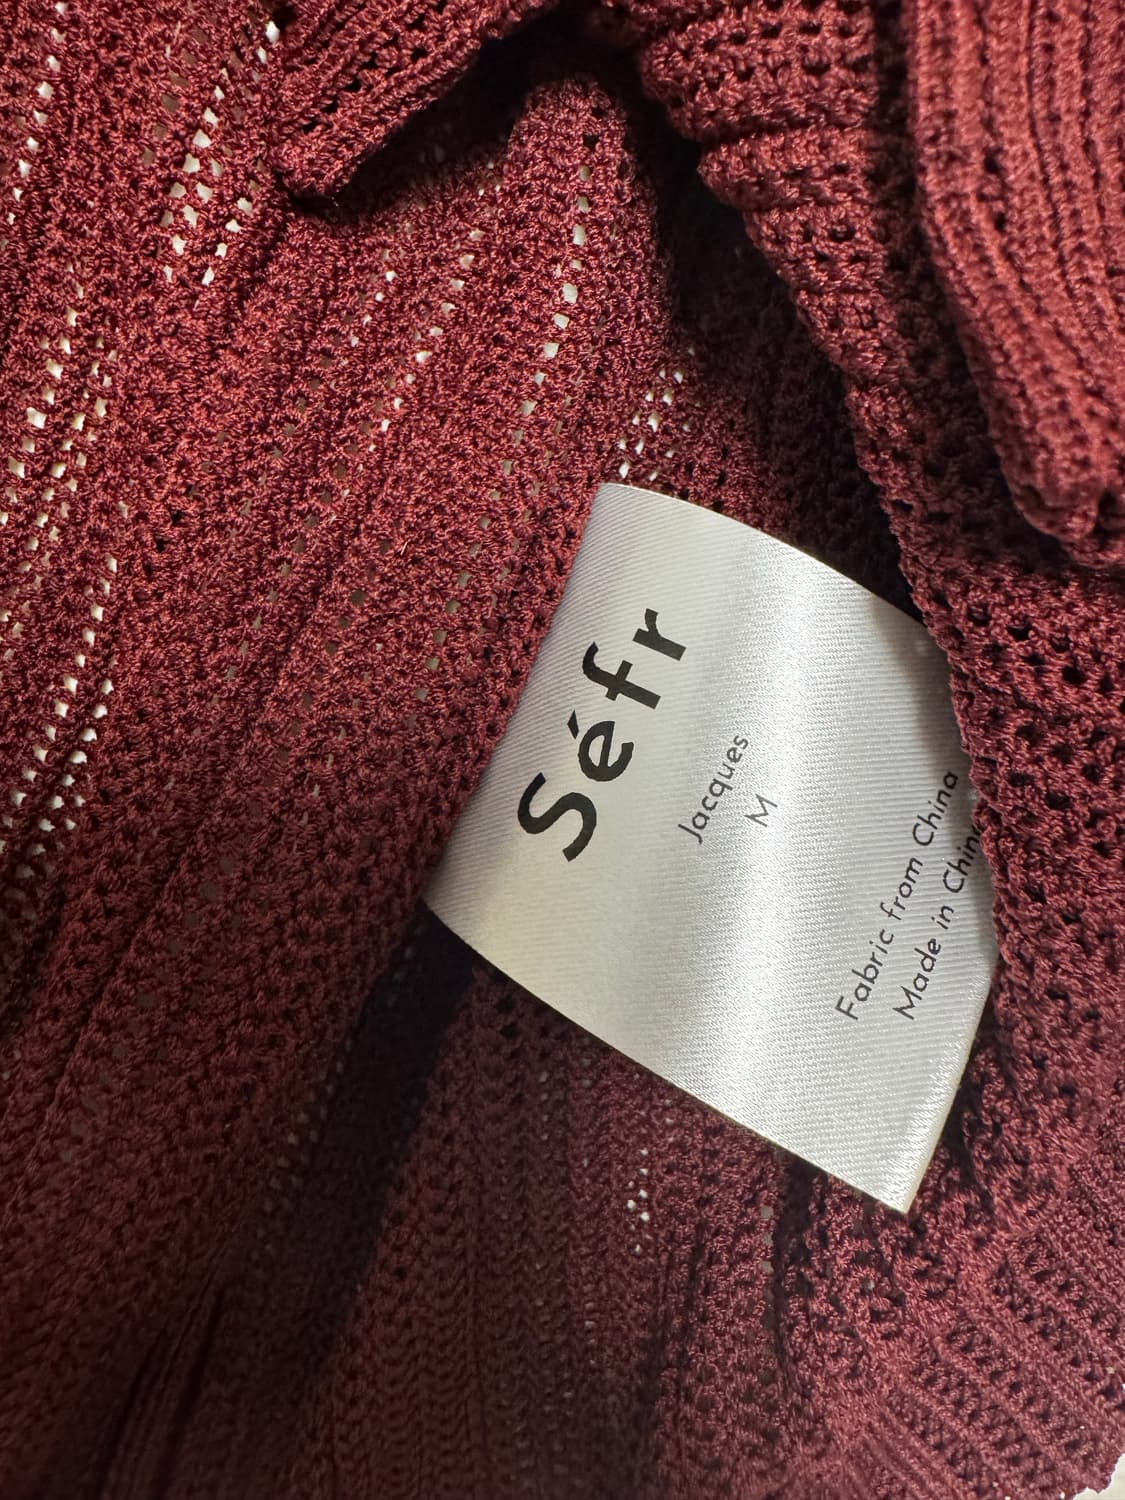 Séfr
Jacques
M
Fabric from China
Made in China